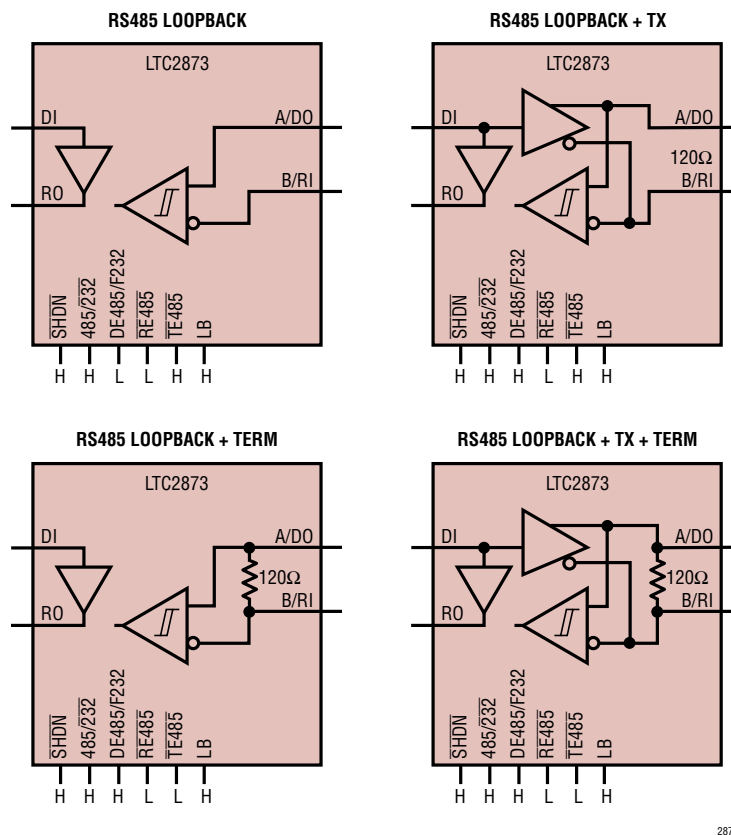 RS485 LOOPBACK
LTC2873
DI
A/DO
RO
B/RI
SHDN
485/232
DE485/F232
RE485
TE485
LB
H H L L H H
RS485 LOOPBACK + TX
LTC2873
DI
A/DO
120Ω
RO
B/RI
SHDN
485/232
DE485/F232
RE485
TE485
LB
H H H L H H
RS485 LOOPBACK + TERM
LTC2873
DI
A/DO
120Ω
RO
B/RI
SHDN
485/232
DE485/F232
RE485
TE485
LB
H H H L L H
RS485 LOOPBACK + TX + TERM
LTC2873
DI
A/DO
120Ω
RO
B/RI
SHDN
485/232
DE485/F232
RE485
TE485
LB
H H H L L H
287